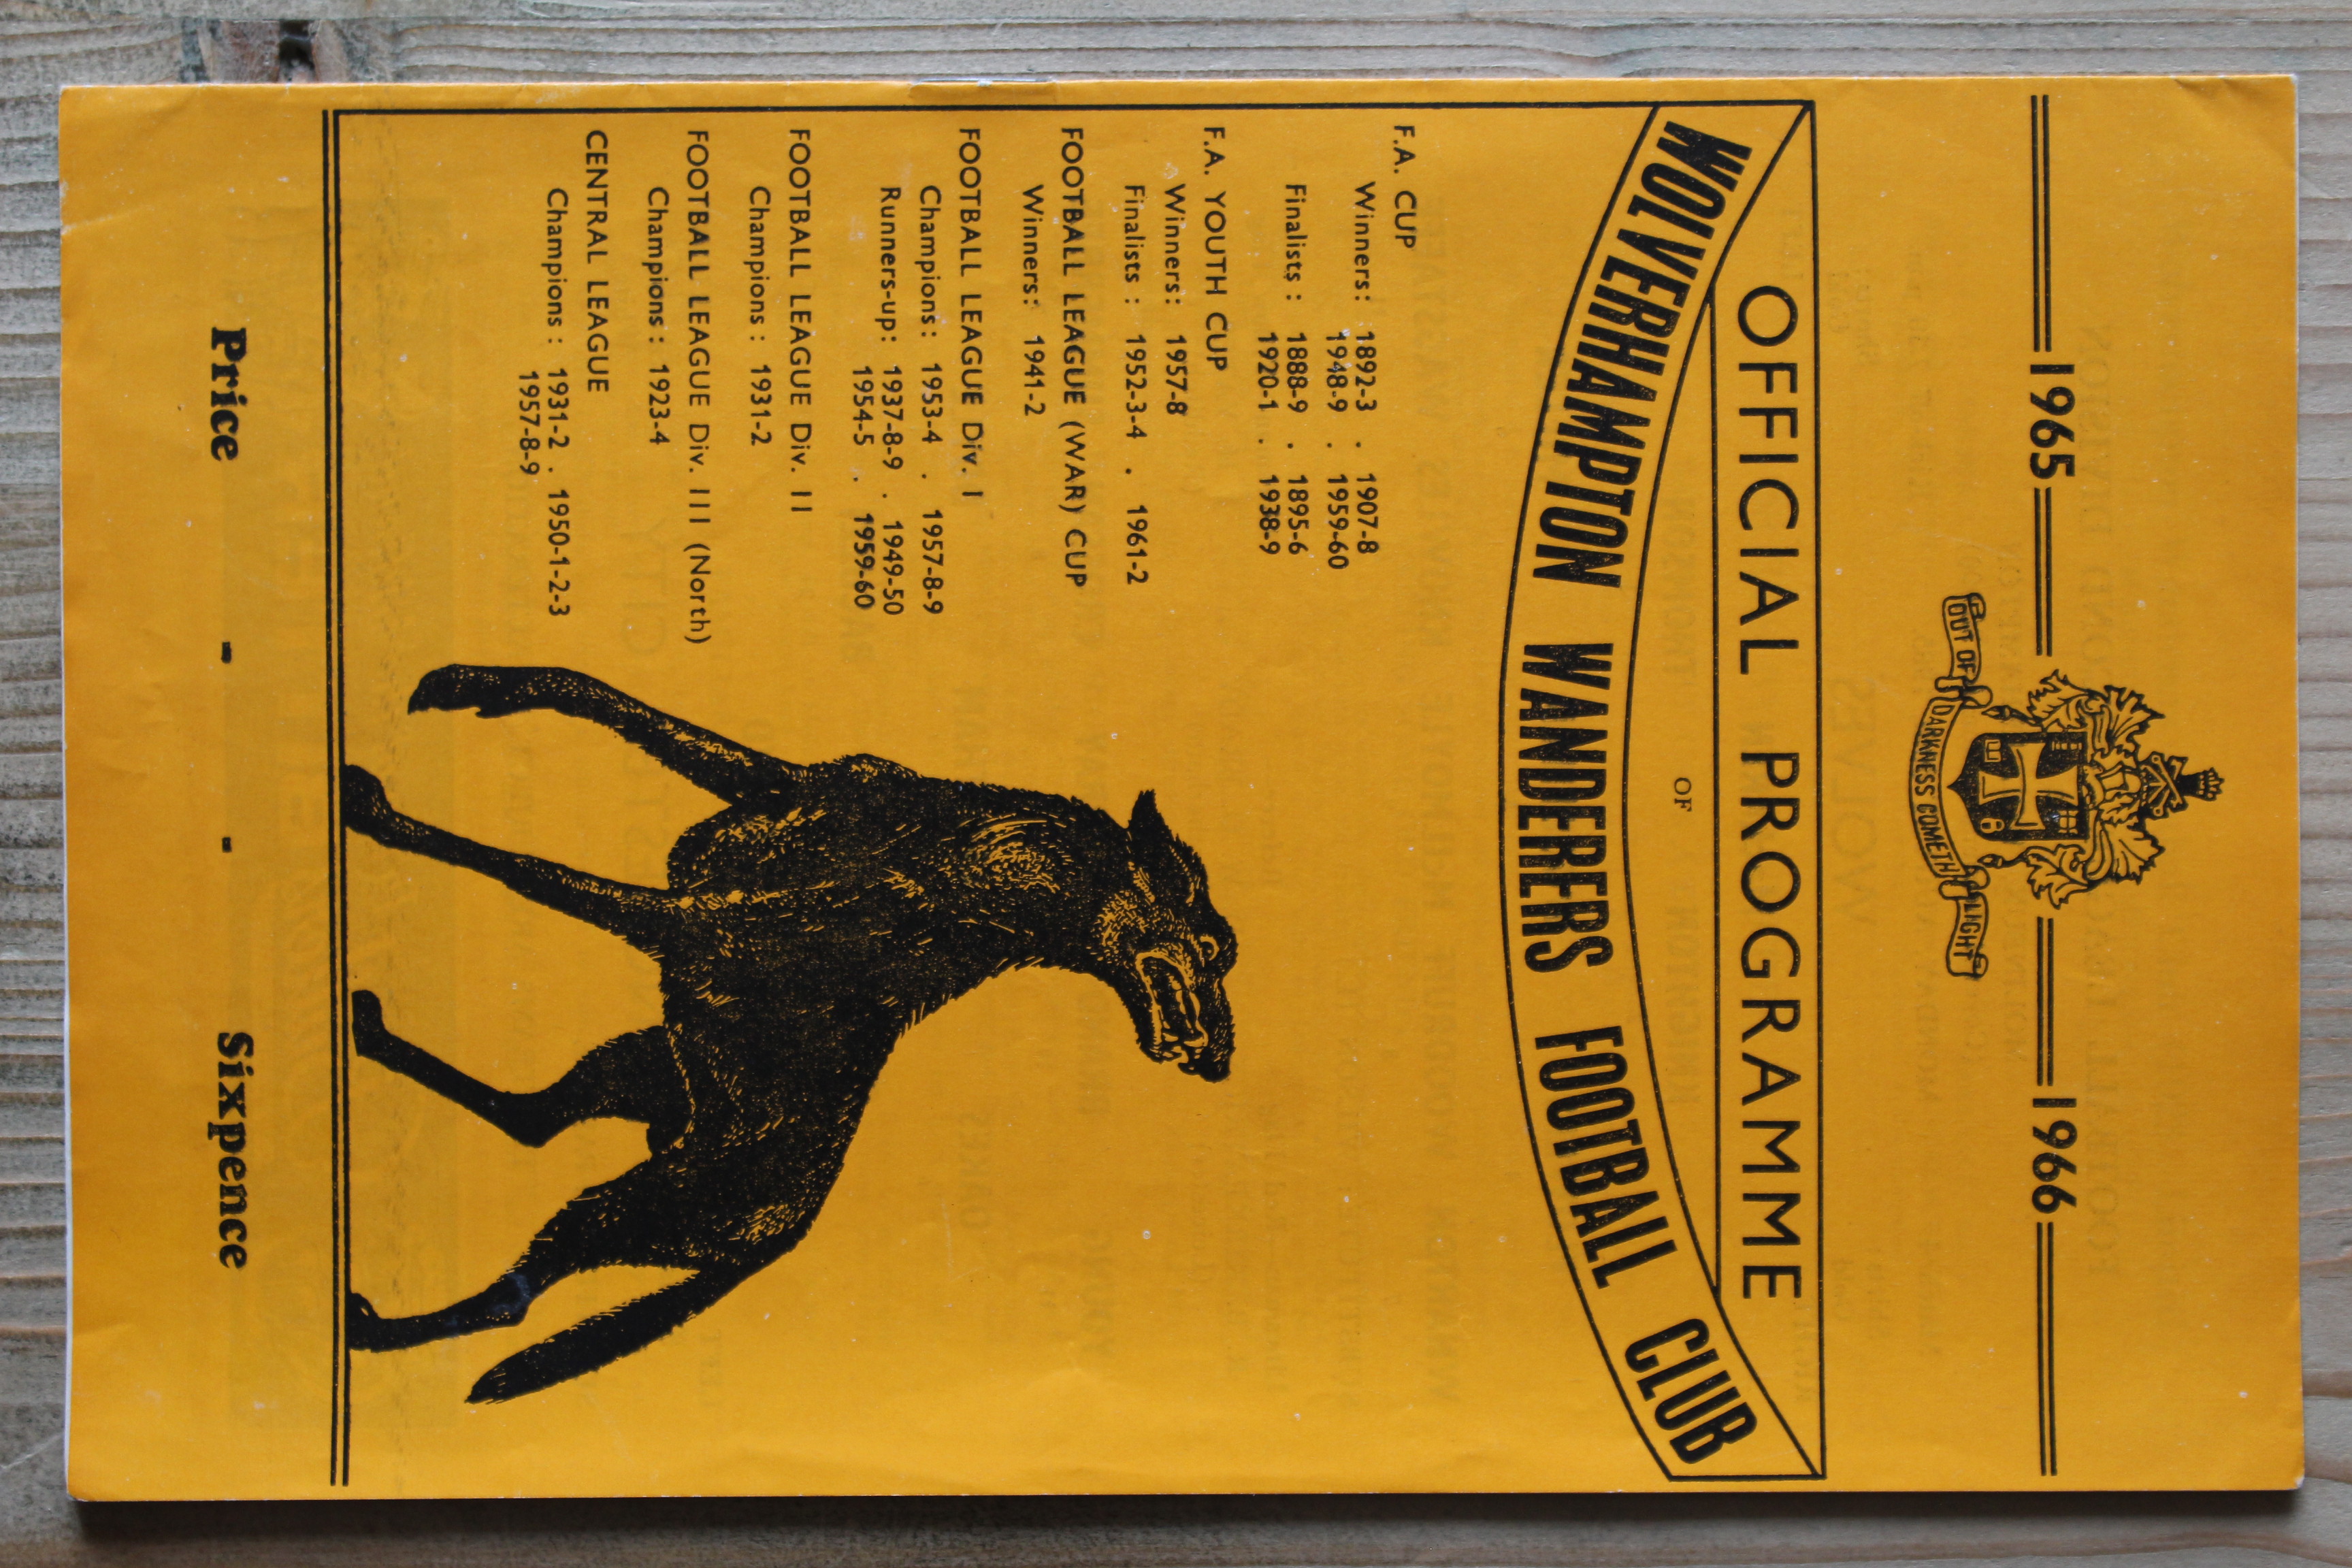 1965 1966
OUT OF DARKNESS COMETH LIGHT
OFFICIAL PROGRAMME
OF
WOLVERHAMPTON WANDERERS FOOTBALL CLUB
F.A. CUP
Winners: 1892-3 . 1907-8
1948-9 . 1959-60
Finalists : 1888-9 . 1895-6
1920-1 . 1938-9
F.A. YOUTH CUP
Winners: 1957-8
Finalists : 1952-3-4 . 1961-2
FOOTBALL LEAGUE (WAR) CUP
Winners: 1941-2
FOOTBALL LEAGUE Div. I
Champions: 1953-4 . 1957-8-9
Runners-up: 1937-8-9 . 1949-50
1954-5 . 1959-60
FOOTBALL LEAGUE Div. II
Champions : 1931-2
FOOTBALL LEAGUE Div. III (North)
Champions : 1923-4
CENTRAL LEAGUE
Champions : 1931-2 . 1950-1-2-3
1957-8-9
Price - - Sixpence